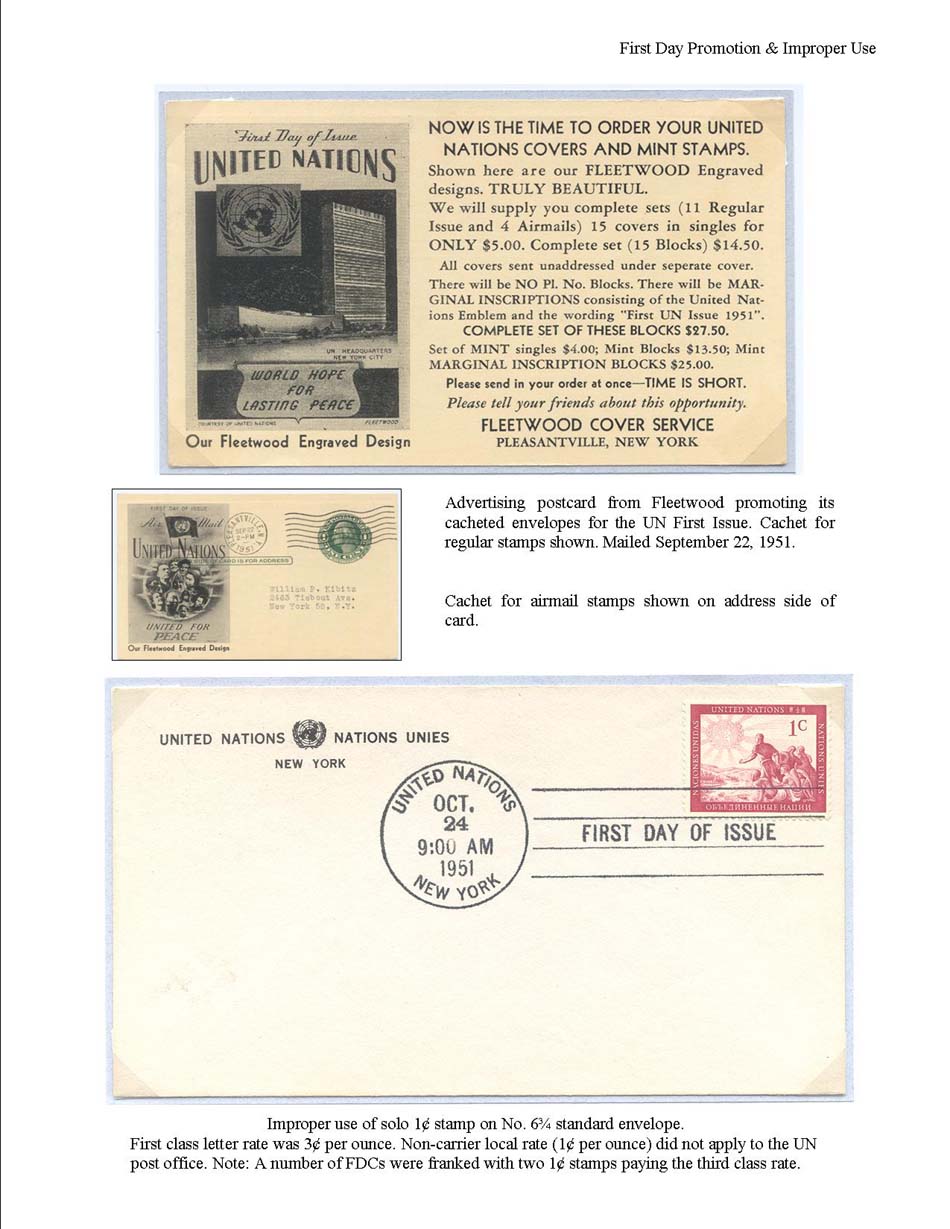 First Day Promotion & Improper Use
First Day of Issue
UNITED NATIONS
UN HEADQUARTERS
NEW YORK CITY
WORLD HOPE
FOR
LASTING PEACE
COURTESY OF UNITED NATIONS
FLEETWOOD
Our Fleetwood Engraved Design
NOW IS THE TIME TO ORDER YOUR UNITED
NATIONS COVERS AND MINT STAMPS.
Shown here are our FLEETWOOD Engraved
designs. TRULY BEAUTIFUL.
We will supply you complete sets (11 Regular
Issue and 4 Airmails) 15 covers in singles for
ONLY $5.00. Complete set (15 Blocks) $14.50.
All covers sent unaddressed under seperate cover.
There will be NO Pl. No. Blocks. There will be MAR-
GINAL INSCRIPTIONS consisting of the United Nat-
ions Emblem and the wording "First UN Issue 1951".
COMPLETE SET OF THESE BLOCKS $27.50.
Set of MINT singles $4.00; Mint Blocks $13.50; Mint
MARGINAL INSCRIPTION BLOCKS $25.00.
Please send in your order at once—TIME IS SHORT.
Please tell your friends about this opportunity.
FLEETWOOD COVER SERVICE
PLEASANTVILLE, NEW YORK
FIRST DAY OF ISSUE
Air Mail
UNITED NATIONS
UNITED FOR
PEACE
Our Fleetwood Engraved Design
PLEASANTVILLE, N.Y.
SEP 22
2-PM
1951
OF CARD IS FOR ADDRESS
William P. Kibitz
2463 Tiebout Ave.
New York 58, N.Y.
Advertising postcard from Fleetwood promoting its
cacheted envelopes for the UN First Issue. Cachet for
regular stamps shown. Mailed September 22, 1951.
Cachet for airmail stamps shown on address side of
card.
UNITED NATIONS NATIONS UNIES
NEW YORK
UNITED NATIONS
OCT.
24
9:00 AM
1951
NEW YORK
FIRST DAY OF ISSUE
UNITED NATIONS
1C
NACIONES UNIDAS
NATIONS UNIES
ОБЪЕДИНЕННЫЕ НАЦИИ
Improper use of solo 1¢ stamp on No. 6¾ standard envelope.
First class letter rate was 3¢ per ounce. Non-carrier local rate (1¢ per ounce) did not apply to the UN
post office. Note: A number of FDCs were franked with two 1¢ stamps paying the third class rate.